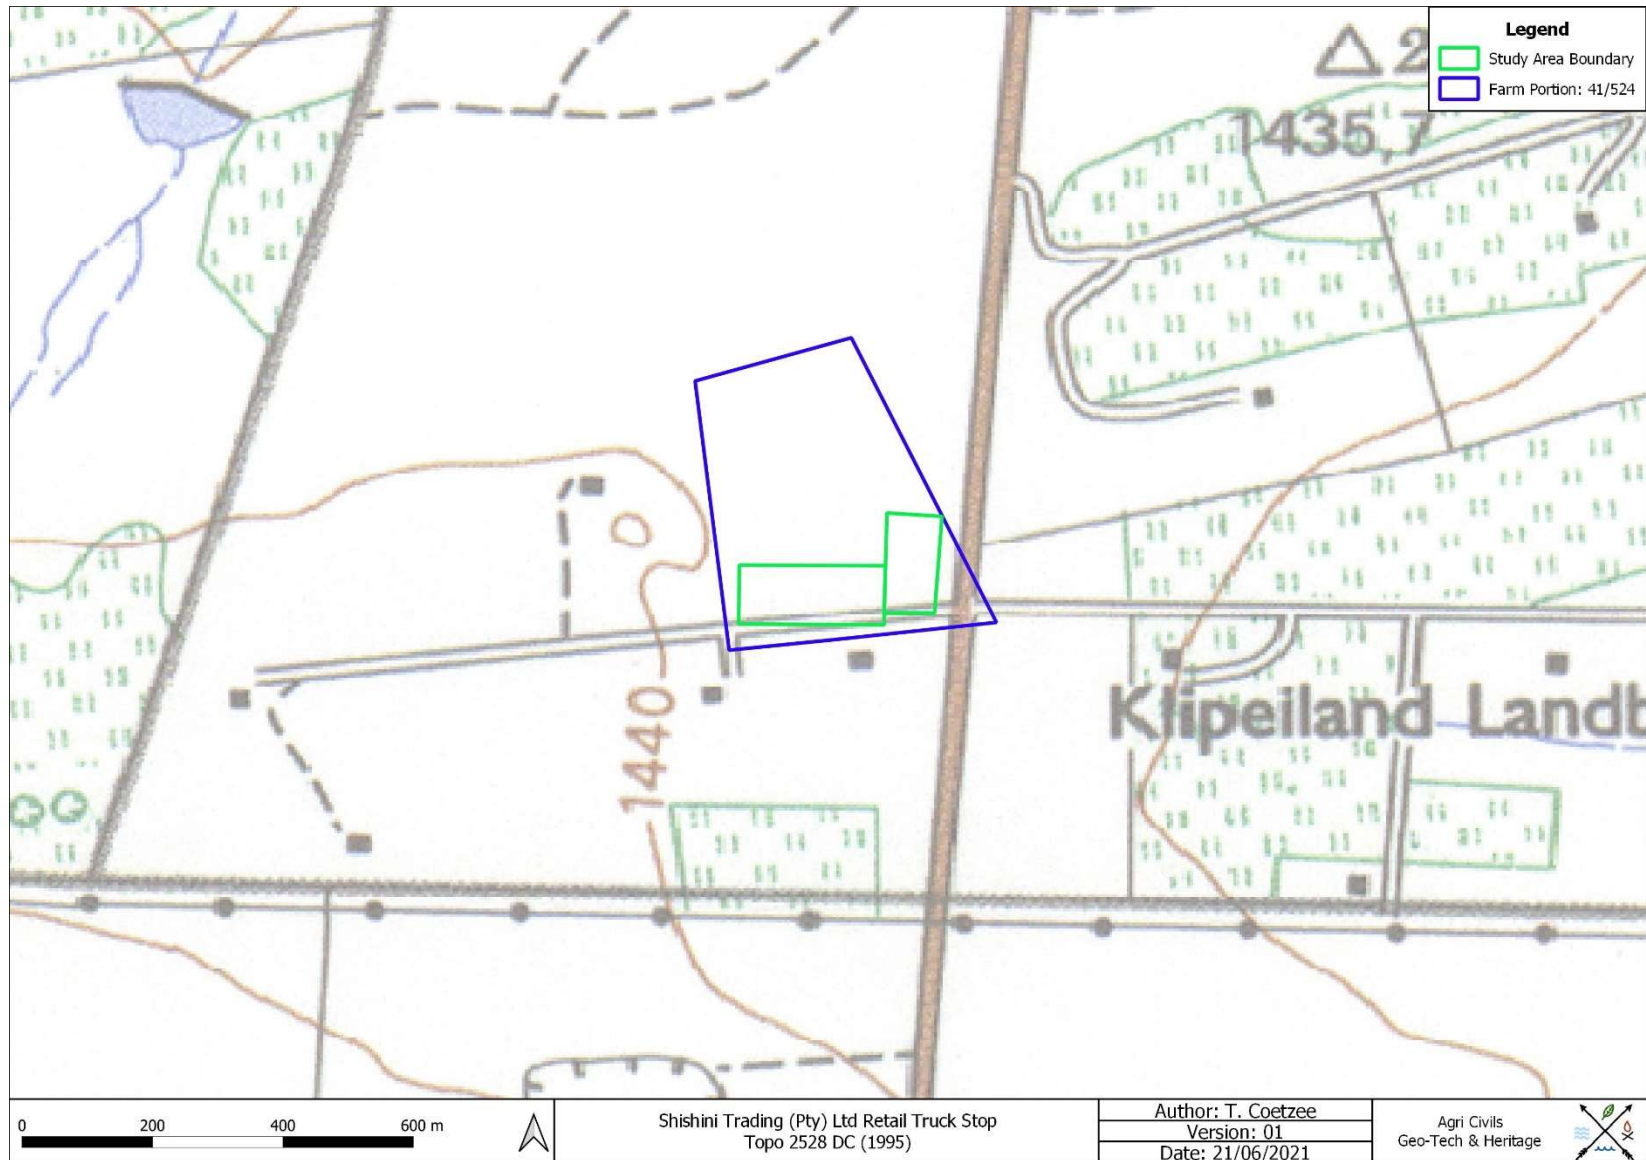 Legend
Study Area Boundary
Farm Portion: 41/524
2
1435,7
0
1440
Klipeiland Landb
0 200 400 600 m
Shishini Trading (Pty) Ltd Retail Truck Stop
Topo 2528 DC (1995)
Author: T. Coetzee
Version: 01
Date: 21/06/2021
Agri Civils
Geo-Tech & Heritage